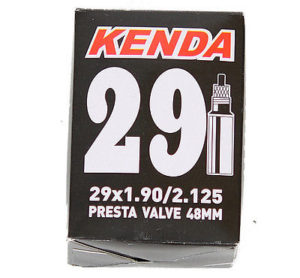 KENDA
29
29x1.90/2.125
PRESTA VALVE 48MM